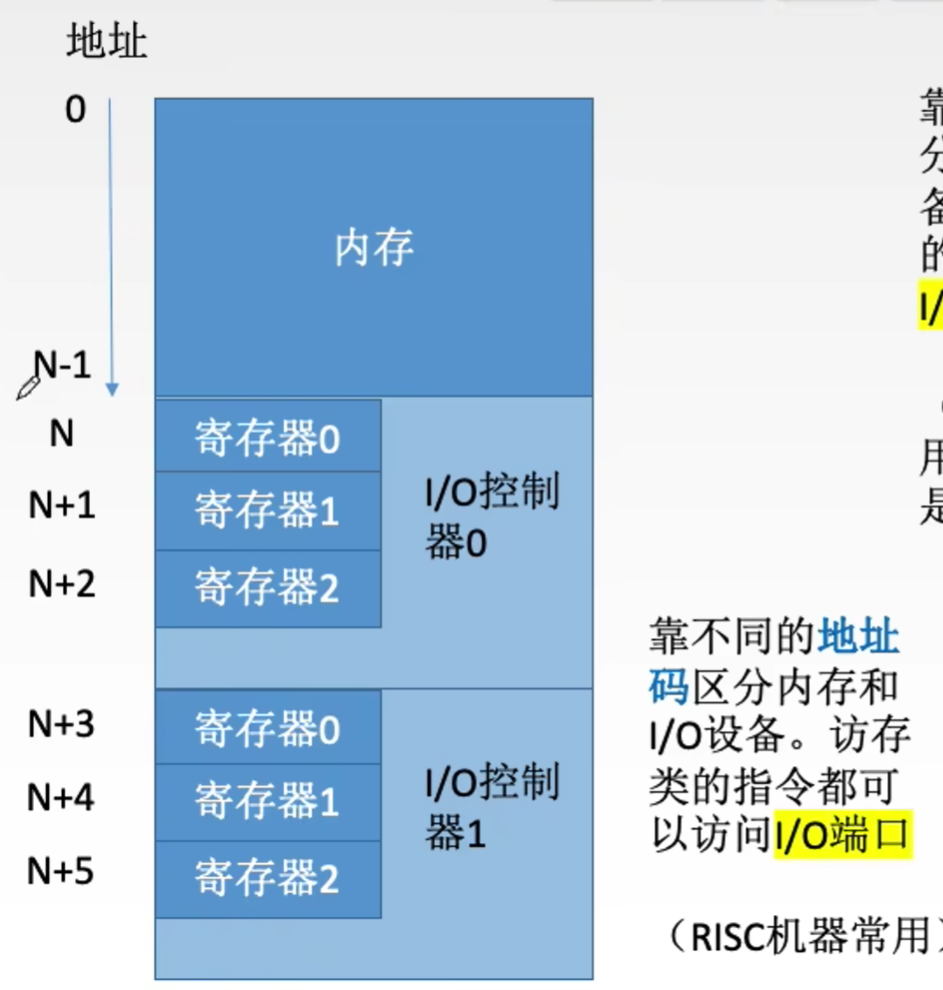 地址
0
内存
N-1
N
寄存器0
N+1
寄存器1
N+2
寄存器2
I/O控制
器0
N+3
寄存器0
N+4
寄存器1
N+5
寄存器2
I/O控制
器1
靠不同的地址
码区分内存和
I/O设备。访存
类的指令都可
以访问I/O端口
（RISC机器常用）
靠
分
备
的
I/
用
是